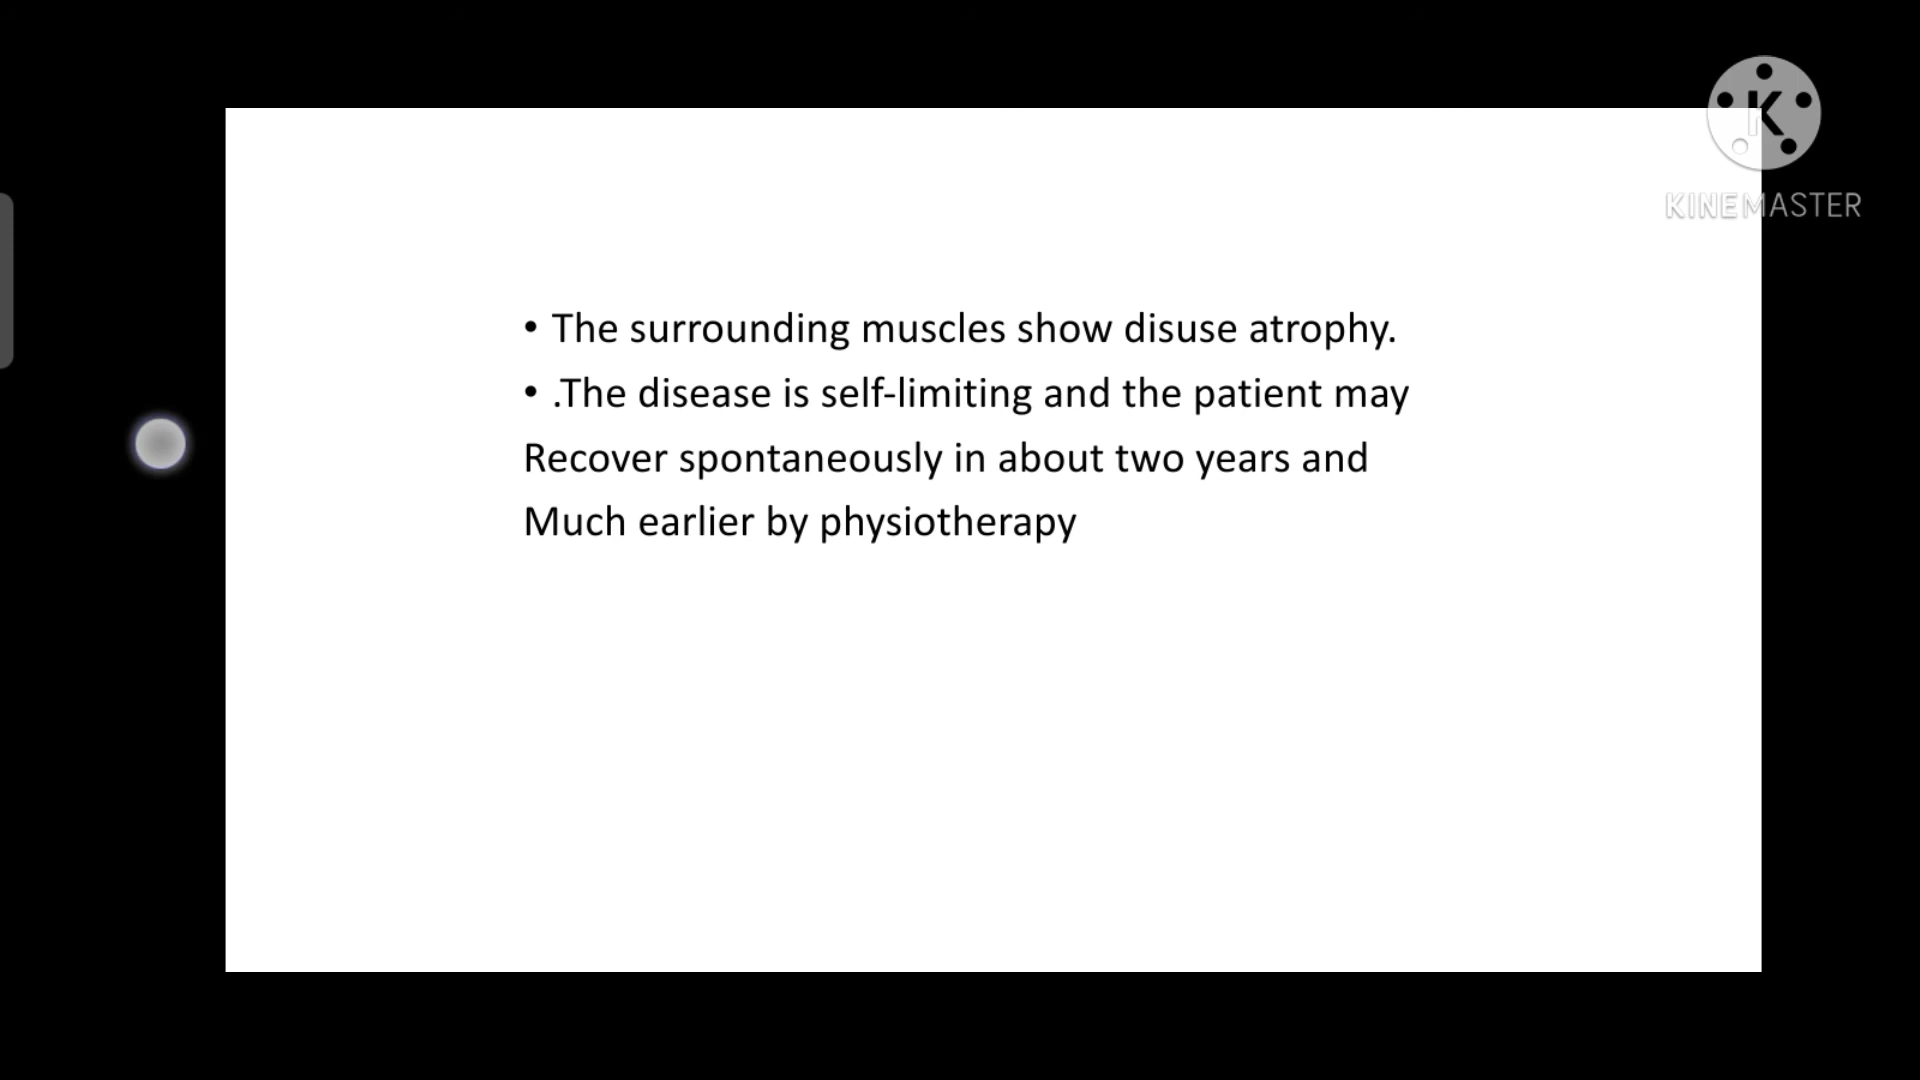 K
KINEMASTER
• The surrounding muscles show disuse atrophy.
• .The disease is self-limiting and the patient may
Recover spontaneously in about two years and
Much earlier by physiotherapy